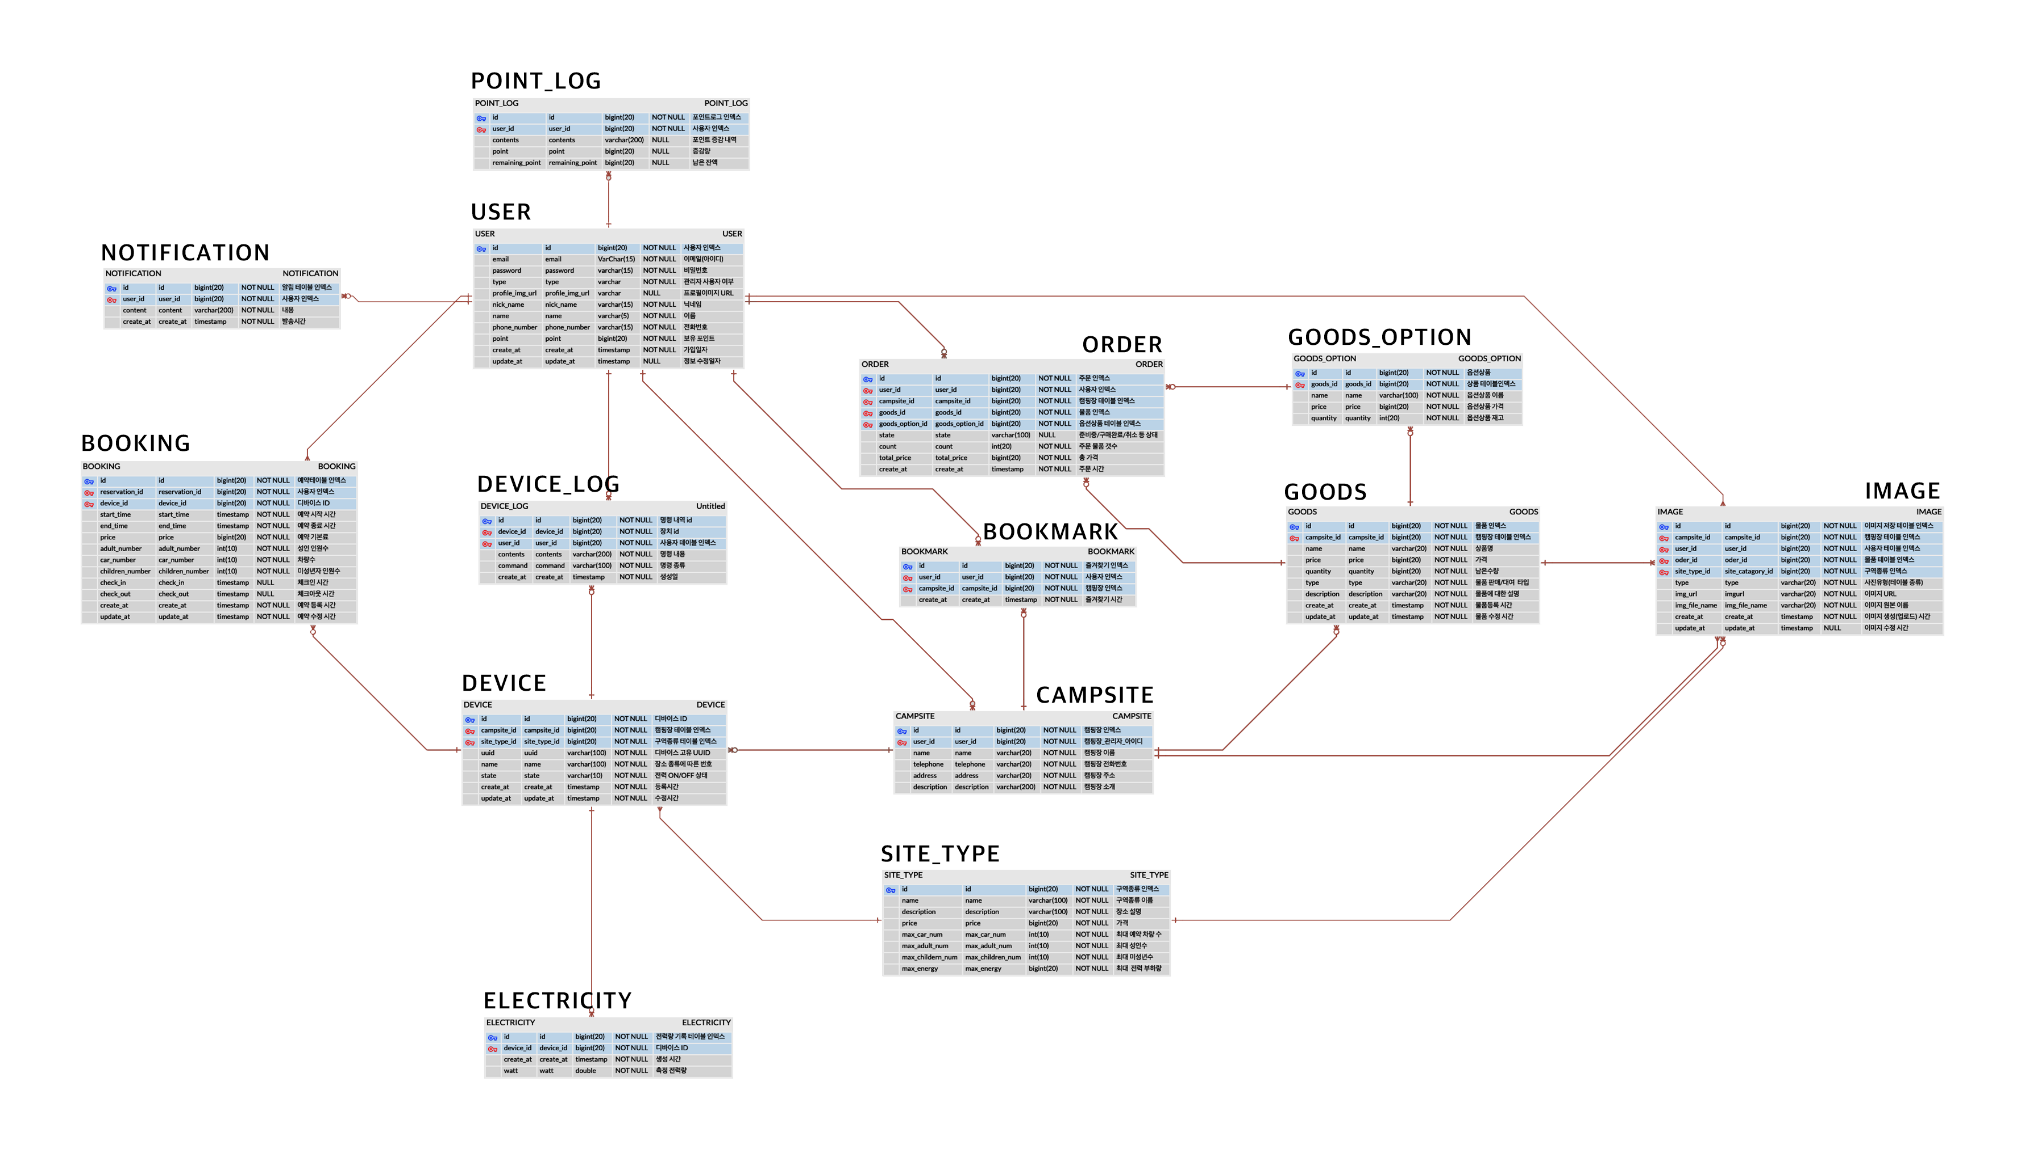 POINT_LOG
POINT_LOG POINT_LOG
id id bigint(20) NOT NULL 포인트로그 인덱스
user_id user_id bigint(20) NOT NULL 사용자 인덱스
contents contents varchar(200) NULL 포인트 증감 내역
point point bigint(20) NULL 증감량
remaining_point remaining_point bigint(20) NULL 남은 잔액
USER
USER USER
id id bigint(20) NOT NULL 사용자 인덱스
email email VarChar(15) NOT NULL 이메일(아이디)
password password varchar(15) NOT NULL 비밀번호
type type varchar NOT NULL 관리자 사용자 여부
profile_img_url profile_img_url varchar NULL 프로필이미지 URL
nick_name nick_name varchar(15) NOT NULL 닉네임
name name varchar(5) NOT NULL 이름
phone_number phone_number varchar(15) NOT NULL 전화번호
point point bigint(20) NOT NULL 보유 포인트
create_at create_at timestamp NOT NULL 가입일자
update_at update_at timestamp NULL 정보 수정일자
NOTIFICATION
NOTIFICATION NOTIFICATION
id id bigint(20) NOT NULL 알림 테이블 인덱스
user_id user_id bigint(20) NOT NULL 사용자 인덱스
content content varchar(200) NOT NULL 내용
create_at create_at timestamp NOT NULL 발송시간
ORDER
ORDER ORDER
id id bigint(20) NOT NULL 주문 인덱스
user_id user_id bigint(20) NOT NULL 사용자 인덱스
campsite_id campsite_id bigint(20) NOT NULL 캠핑장 테이블 인덱스
goods_id goods_id bigint(20) NOT NULL 물품 인덱스
goods_option_id goods_option_id bigint(20) NOT NULL 옵션상품 테이블 인덱스
state state varchar(100) NULL 준비중/구매완료/취소 등 상태
count count int(20) NOT NULL 주문 물품 갯수
total_price total_price bigint(20) NOT NULL 총 가격
create_at create_at timestamp NOT NULL 주문 시간
GOODS_OPTION
GOODS_OPTION GOODS_OPTION
id id bigint(20) NOT NULL 옵션상품
goods_id goods_id bigint(20) NOT NULL 상품 테이블인덱스
name name varchar(100) NOT NULL 옵션상품 이름
price price bigint(20) NOT NULL 옵션상품 가격
quantity quantity int(20) NOT NULL 옵션상품 재고
BOOKING
BOOKING BOOKING
id id bigint(20) NOT NULL 예약테이블 인덱스
reservation_id reservation_id bigint(20) NOT NULL 사용자 인덱스
device_id device_id bigint(20) NOT NULL 디바이스 ID
start_time start_time timestamp NOT NULL 예약 시작 시간
end_time end_time timestamp NOT NULL 예약 종료 시간
price price bigint(20) NOT NULL 예약 기본료
adult_number adult_number int(10) NOT NULL 성인 인원수
car_number car_number int(10) NOT NULL 차량수
children_number children_number int(10) NOT NULL 미성년자 인원수
check_in check_in timestamp NULL 체크인 시간
check_out check_out timestamp NULL 체크아웃 시간
create_at create_at timestamp NOT NULL 예약 등록 시간
update_at update_at timestamp NOT NULL 예약 수정 시간
DEVICE_LOG
DEVICE_LOG Untitled
id id bigint(20) NOT NULL 명령 내역 id
device_id device_id bigint(20) NOT NULL 장치 id
user_id user_id bigint(20) NOT NULL 사용자 테이블 인덱스
contents contents varchar(200) NOT NULL 명령 내용
command command varchar(100) NOT NULL 명령 종류
create_at create_at timestamp NOT NULL 생성일
BOOKMARK
BOOKMARK BOOKMARK
id id bigint(20) NOT NULL 즐겨찾기 인덱스
user_id user_id bigint(20) NOT NULL 사용자 인덱스
campsite_id campsite_id bigint(20) NOT NULL 캠핑장 인덱스
create_at create_at timestamp NOT NULL 즐겨찾기 시간
GOODS
GOODS GOODS
id id bigint(20) NOT NULL 물품 인덱스
campsite_id campsite_id bigint(20) NOT NULL 캠핑장 테이블 인덱스
name name varchar(20) NOT NULL 상품명
price price bigint(20) NOT NULL 가격
quantity quantity bigint(20) NOT NULL 남은수량
type type varchar(20) NOT NULL 물품 판매/대여 타입
description description varchar(20) NOT NULL 물품에 대한 설명
create_at create_at timestamp NOT NULL 물품등록 시간
update_at update_at timestamp NOT NULL 물품 수정 시간
IMAGE
IMAGE IMAGE
id id bigint(20) NOT NULL 이미지 저장 테이블 인덱스
campsite_id campsite_id bigint(20) NOT NULL 캠핑장 테이블 인덱스
user_id user_id bigint(20) NOT NULL 사용자 테이블 인덱스
oder_id oder_id bigint(20) NOT NULL 물품 테이블 인덱스
site_type_id site_catagory_id bigint(20) NOT NULL 구역종류 인덱스
type type varchar(20) NOT NULL 사진유형(테이블 종류)
img_url imgurl varchar(20) NOT NULL 이미지 URL
img_file_name img_file_name varchar(20) NOT NULL 이미지 원본 이름
create_at create_at timestamp NOT NULL 이미지 생성(업로드) 시간
update_at update_at timestamp NULL 이미지 수정 시간
DEVICE
DEVICE DEVICE
id id bigint(20) NOT NULL 디바이스 ID
campsite_id campsite_id bigint(20) NOT NULL 캠핑장 테이블 인덱스
site_type_id site_type_id bigint(20) NOT NULL 구역종류 테이블 인덱스
uuid uuid varchar(100) NOT NULL 디바이스 고유 UUID
name name varchar(100) NOT NULL 장소 종류에 따른 번호
state state varchar(10) NOT NULL 전력 ON/OFF 상태
create_at create_at timestamp NOT NULL 등록시간
update_at update_at timestamp NOT NULL 수정시간
CAMPSITE
CAMPSITE CAMPSITE
id id bigint(20) NOT NULL 캠핑장 인덱스
user_id user_id bigint(20) NOT NULL 캠핑장_관리자_아이디
name name varchar(20) NOT NULL 캠핑장 이름
telephone telephone varchar(20) NOT NULL 캠핑장 전화번호
address address varchar(20) NOT NULL 캠핑장 주소
description description varchar(200) NOT NULL 캠핑장 소개
SITE_TYPE
SITE_TYPE SITE_TYPE
id id bigint(20) NOT NULL 구역종류 인덱스
name name varchar(100) NOT NULL 구역종류 이름
description description varchar(100) NOT NULL 장소 설명
price price bigint(20) NOT NULL 가격
max_car_num max_car_num int(10) NOT NULL 최대 예약 차량 수
max_adult_num max_adult_num int(10) NOT NULL 최대 성인수
max_childern_num max_children_num int(10) NOT NULL 최대 미성년수
max_energy max_energy bigint(20) NOT NULL 최대 전력 부하량
ELECTRICITY
ELECTRICITY ELECTRICITY
id id bigint(20) NOT NULL 전력량 기록 테이블 인덱스
device_id device_id bigint(20) NOT NULL 디바이스 ID
create_at create_at timestamp NOT NULL 생성 시간
watt watt double NOT NULL 측정 전력량